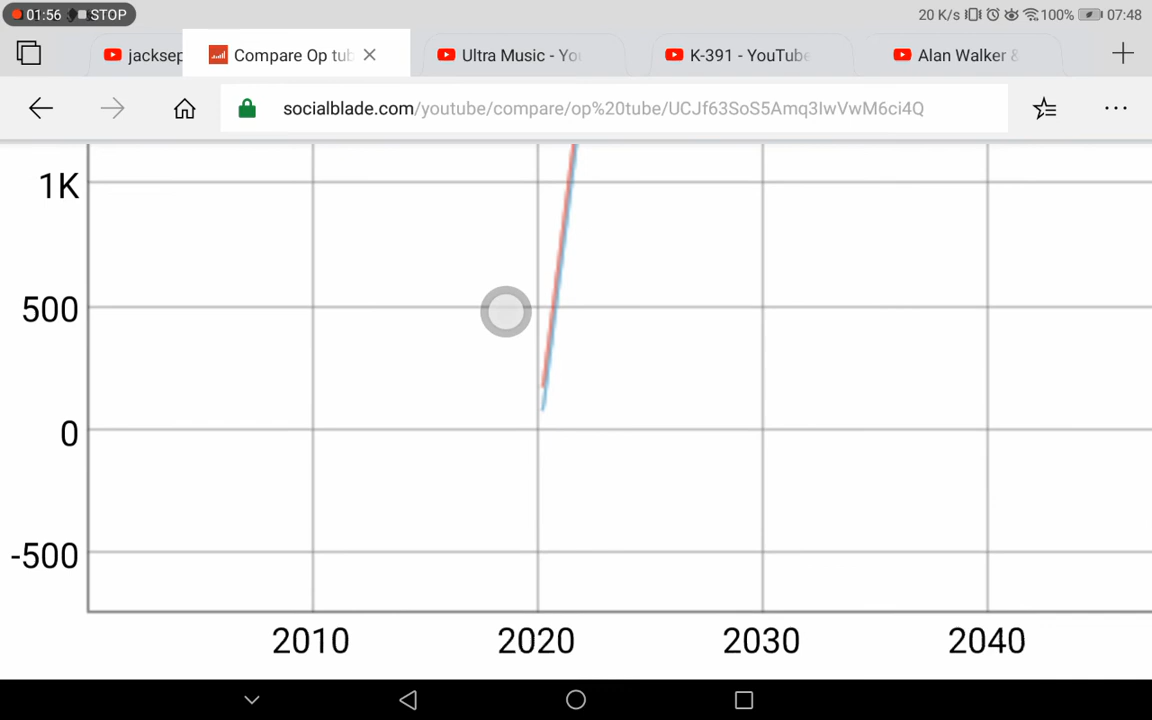 01:56 STOP 20 K/s 100% 07:48
jacksep Compare Op tub Ultra Music - Yo K-391 - YouTube Alan Walker &
socialblade.com/youtube/compare/op%20tube/UCJf63SoS5Amq3IwVwM6ci4Q
1K
500
0
-500
2010 2020 2030 2040